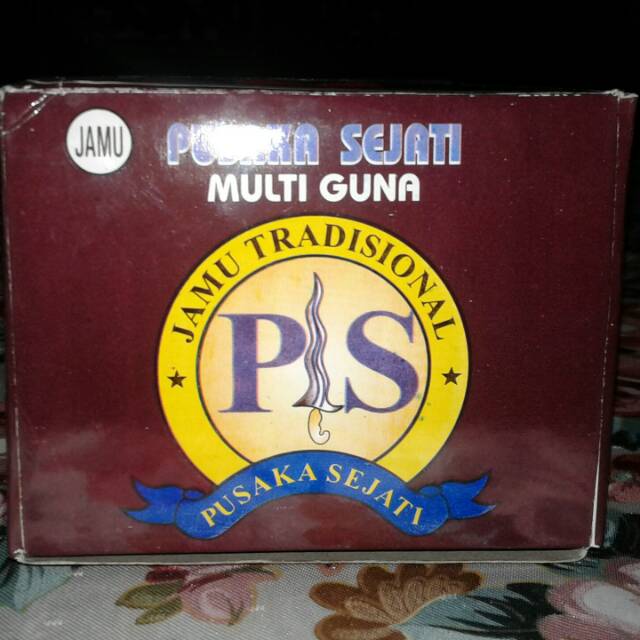 JAMU
PUSAKA SEJATI
MULTI GUNA
JAMU TRADISIONAL
PS
PUSAKA SEJATI